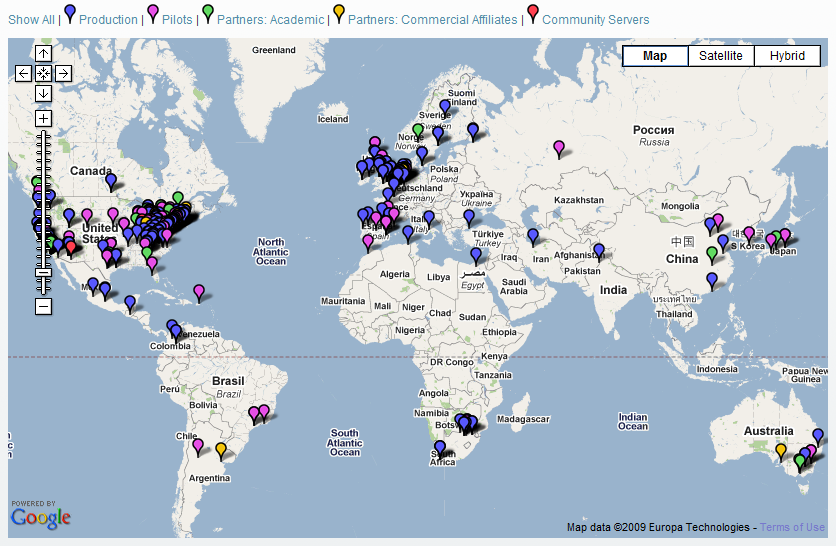 Show All | Production | Pilots | Partners: Academic | Partners: Commercial Affiliates | Community Servers
Greenland
Map
Satellite
Hybrid
Suomi
Finland
Iceland
Sverige
Sweden
Norge
Norway
Россия
Russia
Canada
Polska
Poland
Deutschland
Germany
Україна
Ukraine
Kazakhstan
Mongolia
United
States
Italia
Italy
Türkiye
Turkey
中国
China
S Korea
Japan
North
Atlantic
Ocean
Algeria
Libya
مصر
Egypt
Iraq
Iran
Afghanistan
Pakistan
Saudi
Arabia
India
ประเทศไทย
Thailand
Mauritania
Mali
Niger
Chad
Sudan
Nigeria
Ethiopia
Venezuela
Colombia
DR Congo
Kenya
Tanzania
Indonesia
Papua New
Guinea
Brasil
Brazil
Perú
Peru
Bolivia
Angola
Namibia
Botswana
Madagascar
Chile
South
Atlantic
Ocean
Indian
Ocean
Australia
South
Africa
Argentina
POWERED BY
Google
Map data ©2009 Europa Technologies - Terms of Use